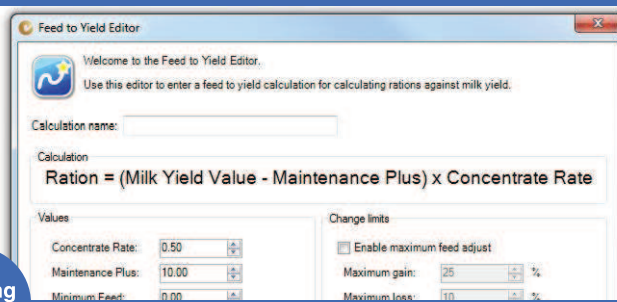 Feed to Yield Editor
Welcome to the Feed to Yield Editor.
Use this editor to enter a feed to yield calculation for calculating rations against milk yield.
Calculation name:
Calculation
Ration = (Milk Yield Value - Maintenance Plus) x Concentrate Rate
Values
Change limits
Concentrate Rate: 0.50
Enable maximum feed adjust
Maintenance Plus: 10.00
Maximum gain: 25 %
Minimum Feed: 0.00
Maximum loss: 10 %